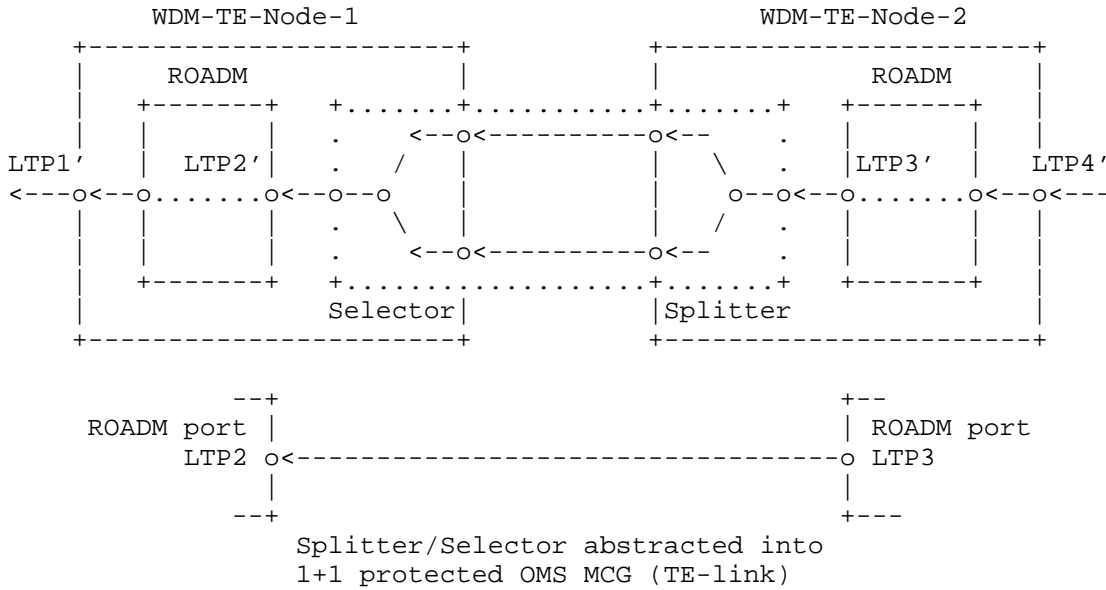 WDM-TE-Node-1 WDM-TE-Node-2
ROADM ROADM
LTP1' LTP2' LTP3' LTP4'
Selector Splitter
ROADM port ROADM port
LTP2 LTP3
Splitter/Selector abstracted into
1+1 protected OMS MCG (TE-link)